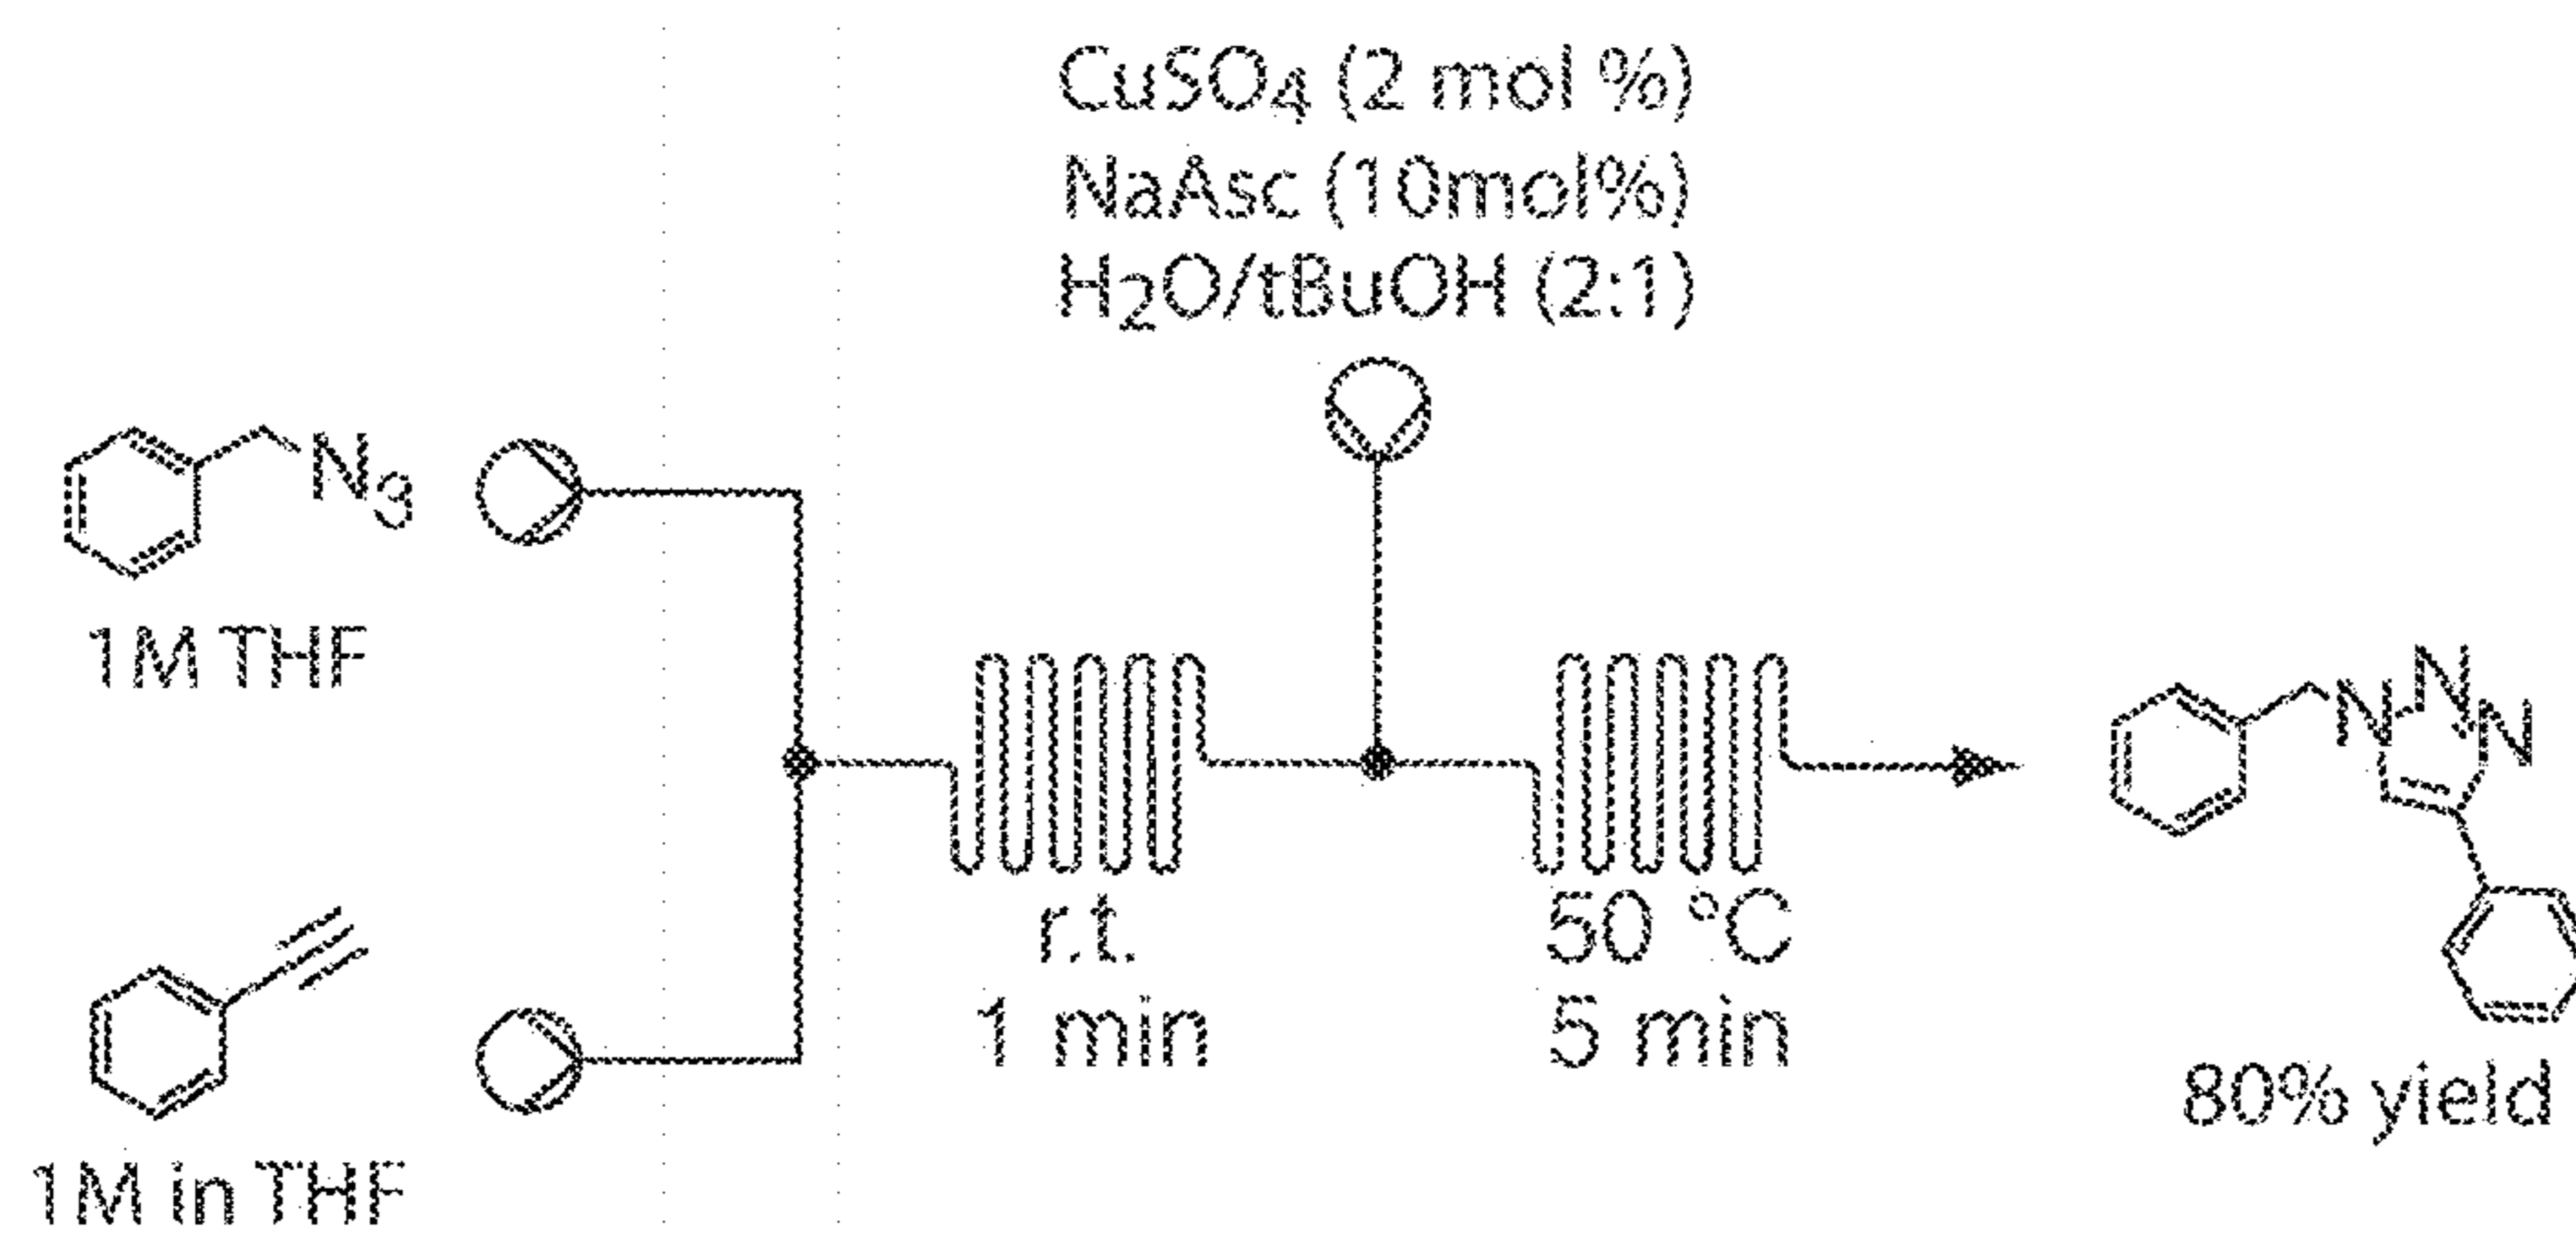 CuSO4 (2 mol %)
NaAsc (10mol%)
H2O/tBuOH (2:1)
N3
1M THF
1M in THF
r.t.
1 min
50 °C
5 min
N
N
N
80% yield